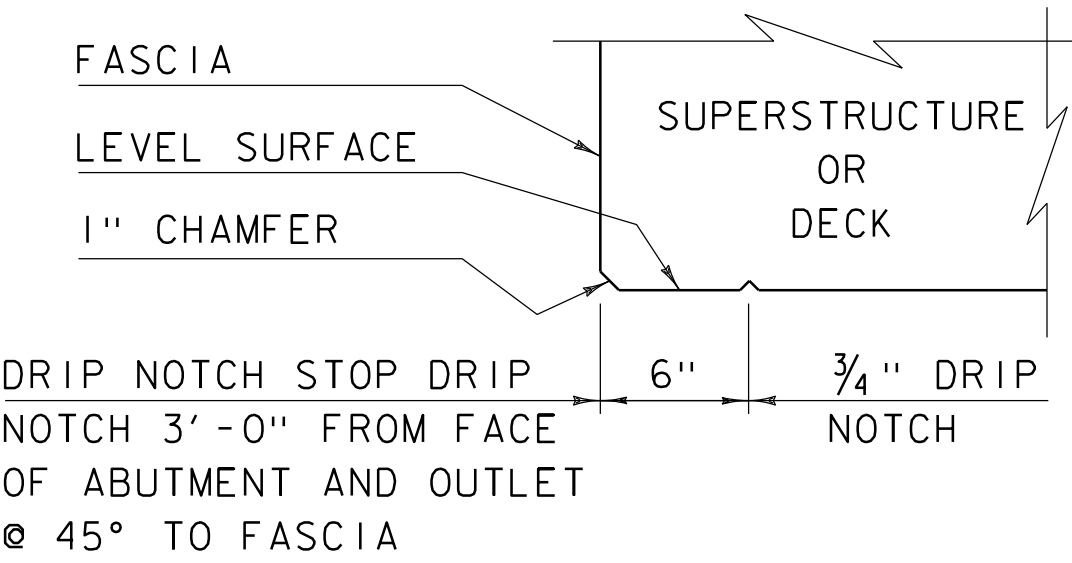 FASCIA
LEVEL SURFACE
1" CHAMFER
SUPERSTRUCTURE
OR
DECK
DRIP NOTCH STOP DRIP
NOTCH 3'-0" FROM FACE
OF ABUTMENT AND OUTLET
@ 45° TO FASCIA
6"
3/4" DRIP
NOTCH